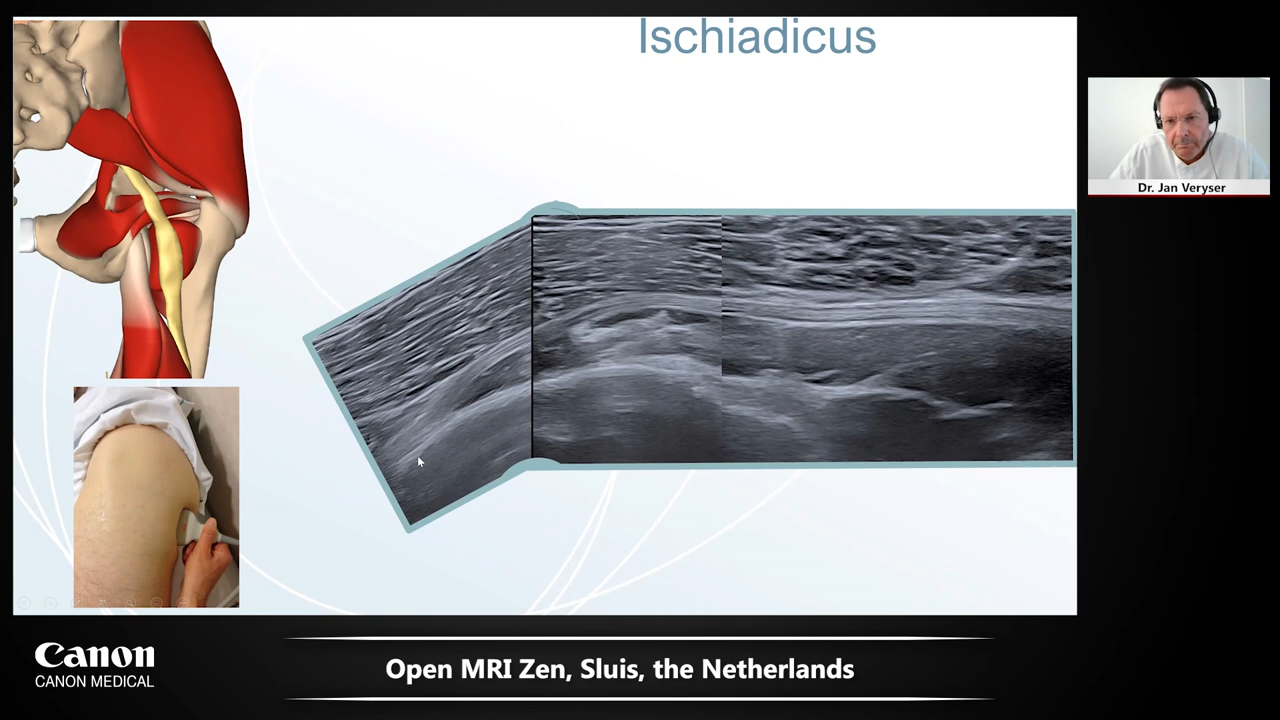 Ischiadicus
Dr. Jan Veryser
Canon
CANON MEDICAL
Open MRI Zen, Sluis, the Netherlands